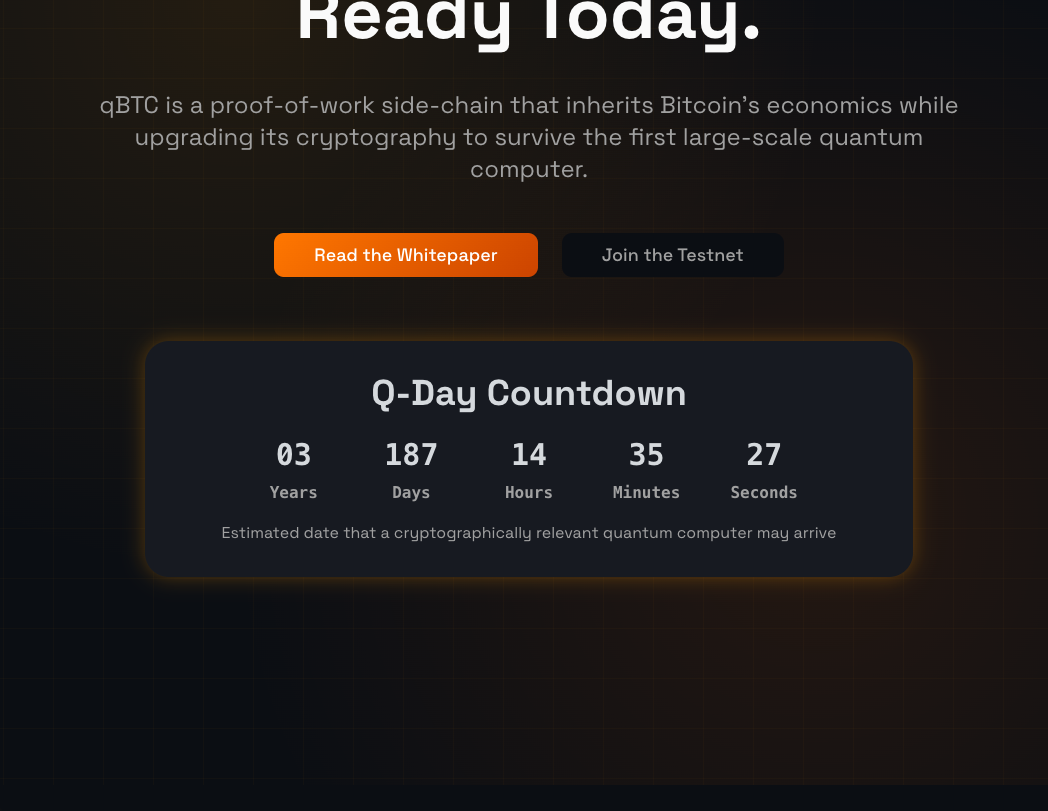 Ready Today.
qBTC is a proof-of-work side-chain that inherits Bitcoin's economics while
upgrading its cryptography to survive the first large-scale quantum
computer.
Read the Whitepaper
Join the Testnet
Q-Day Countdown
03 187 14 35 27
Years Days Hours Minutes Seconds
Estimated date that a cryptographically relevant quantum computer may arrive